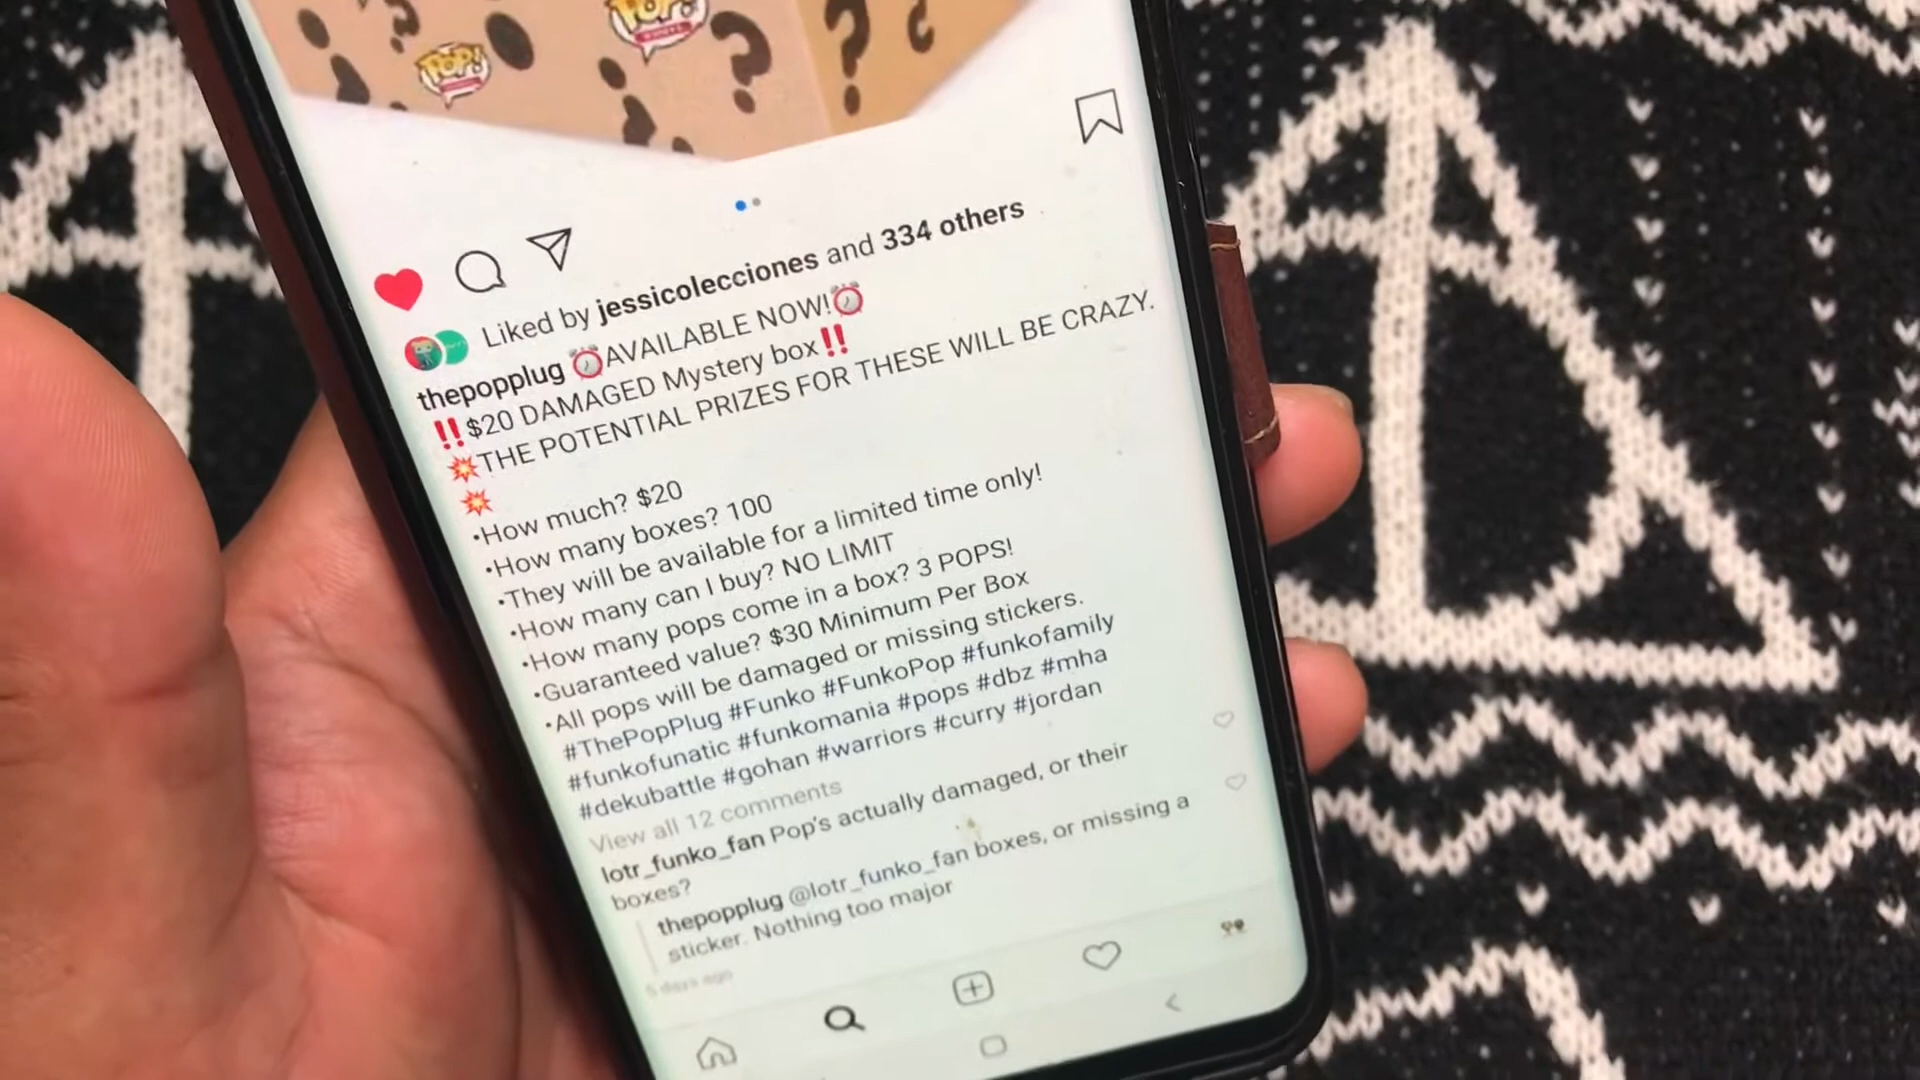 POP!
POP!
Liked by jessicolecciones and 334 others
thepopplug ⏰AVAILABLE NOW!⏰
‼️$20 DAMAGED Mystery box‼️
💥THE POTENTIAL PRIZES FOR THESE WILL BE CRAZY.
💥
•How much? $20
•How many boxes? 100
•They will be available for a limited time only!
•How many can I buy? NO LIMIT
•How many pops come in a box? 3 POPS!
•Guaranteed value? $30 Minimum Per Box
•All pops will be damaged or missing stickers.
#ThePopPlug #Funko #FunkoPop #funkofamily
#funkofunatic #funkomania #pops #dbz #mha
#dekubattle #gohan #warriors #curry #jordan
View all 12 comments
lotr_funko_fan Pop's actually damaged, or their
boxes?
thepopplug @lotr_funko_fan boxes, or missing a
sticker. Nothing too major
5 days ago